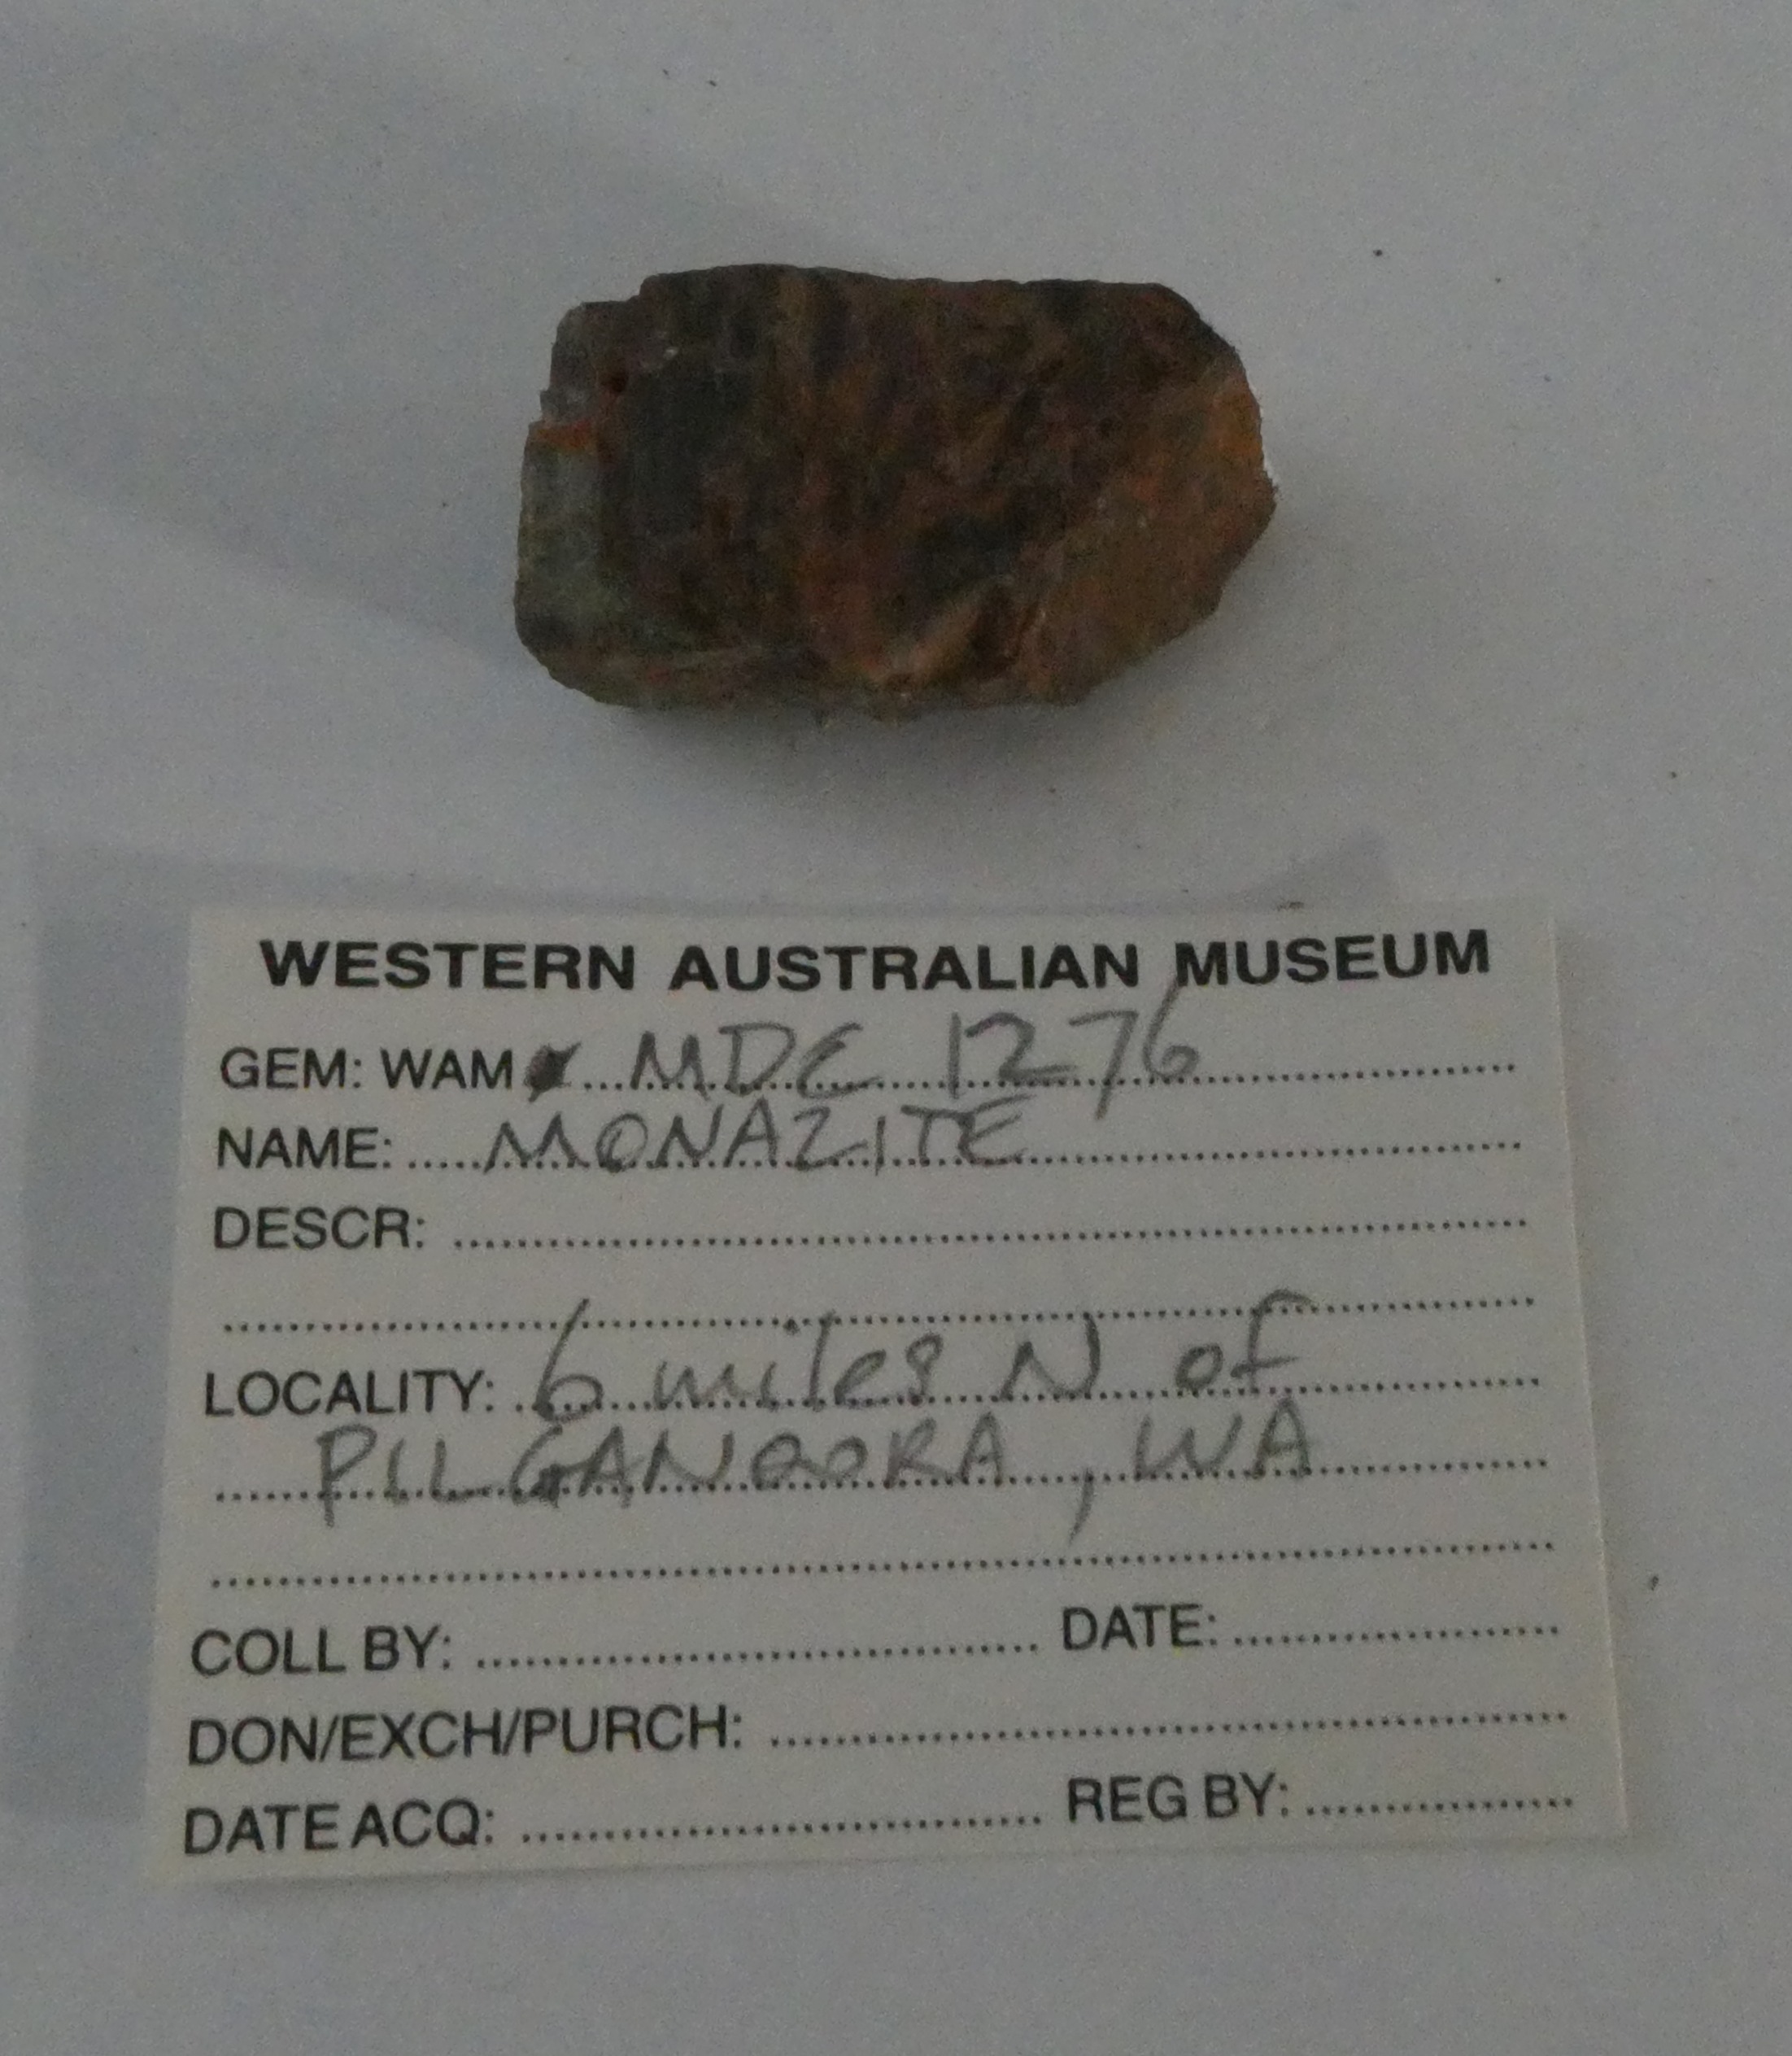 WESTERN AUSTRALIAN MUSEUM
GEM: WAM MDC 1276
NAME: MONAZITE
DESCR:
LOCALITY: 6 miles N of
PILGANGOORA, WA
COLL BY: DATE:
DON/EXCH/PURCH:
DATE ACQ: REG BY: